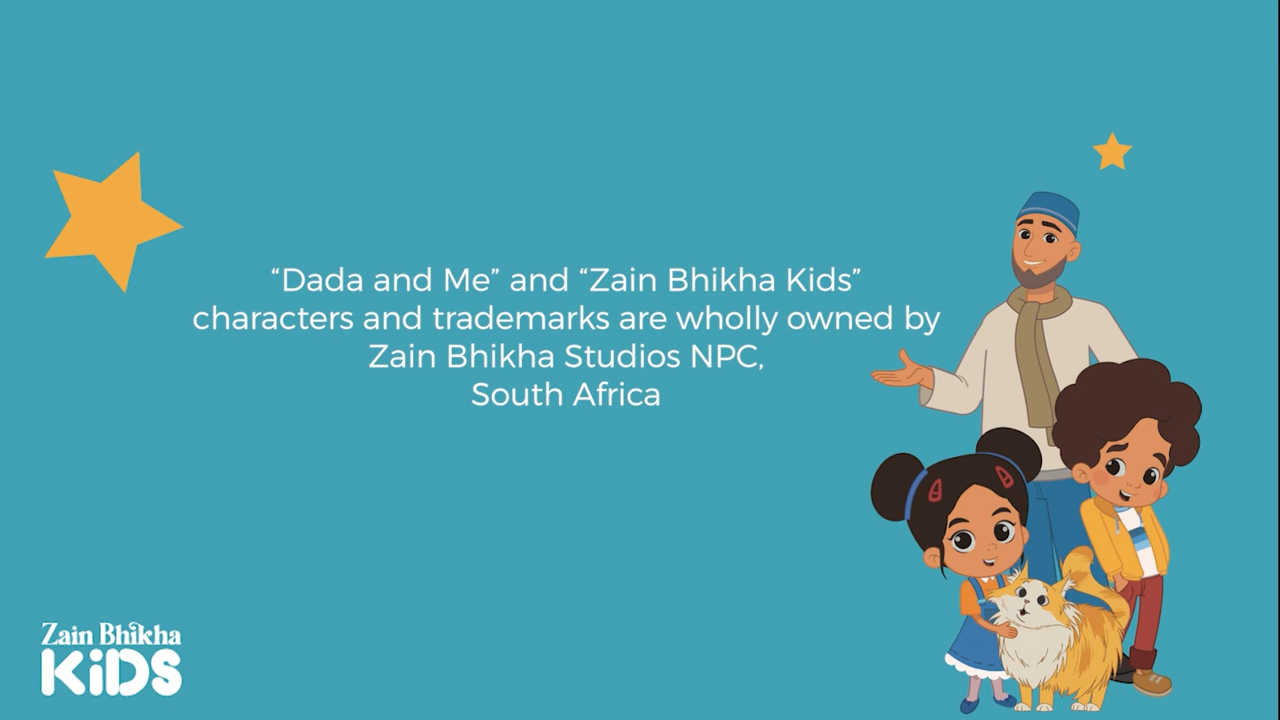 “Dada and Me” and “Zain Bhikha Kids”
characters and trademarks are wholly owned by
Zain Bhikha Studios NPC,
South Africa
Zain Bhikha
KiDS